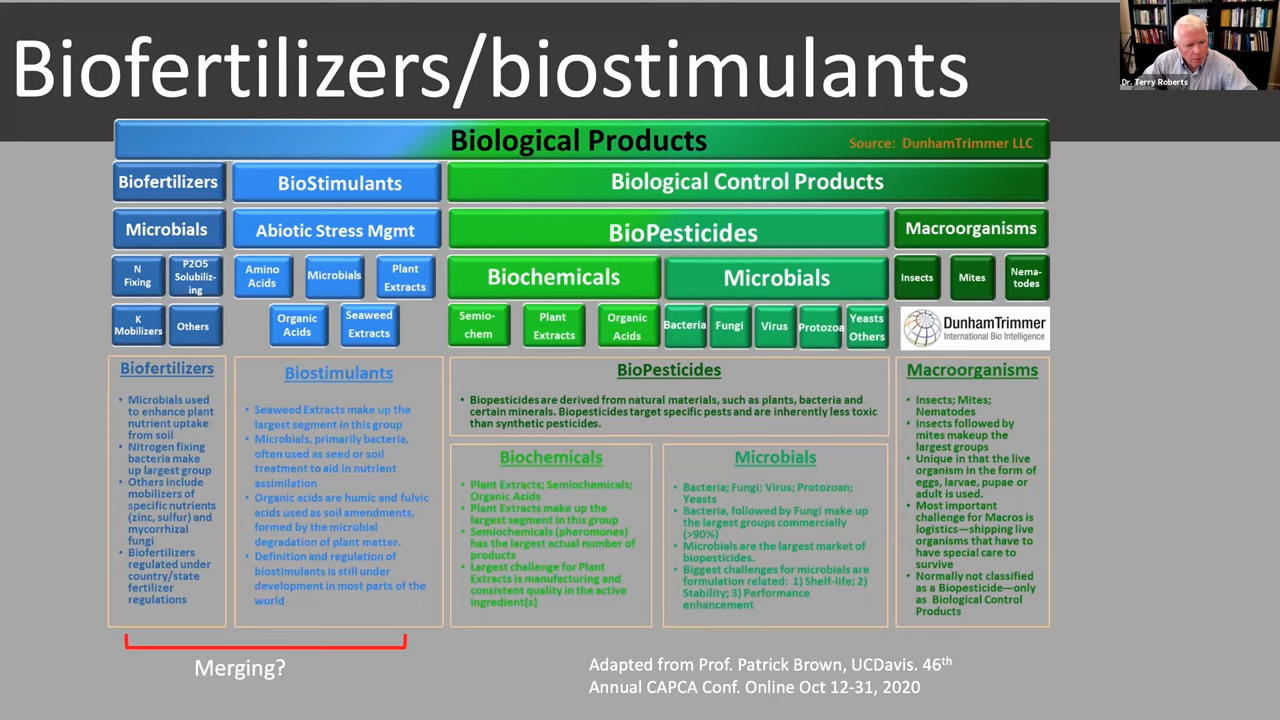 Biofertilizers/biostimulants
Dr. Terry Roberts
Biological Products
Source: DunhamTrimmer LLC
Biofertilizers
BioStimulants
Biological Control Products
Microbials
Abiotic Stress Mgmt
BioPesticides
Macroorganisms
N
Fixing
P2O5
Solubiliz-
ing
Amino
Acids
Microbials
Plant
Extracts
Biochemicals
Microbials
Insects
Mites
Nema-
todes
K
Mobilizers
Others
Organic
Acids
Seaweed
Extracts
Semio-
chem
Plant
Extracts
Organic
Acids
Bacteria
Fungi
Virus
Protozoa
Yeasts
Others
DunhamTrimmer
International Bio Intelligence
Biofertilizers
• Microbials used
to enhance plant
nutrient uptake
from soil
• Nitrogen fixing
bacteria make
up largest group
• Others include
mobilizers of
specific nutrients
(zinc, sulfur) and
mycorrhizal
fungi
• Biofertilizers
regulated under
country/state
fertilizer
regulations
Biostimulants
• Seaweed Extracts make up the
largest segment in this group
• Microbials, primarily bacteria,
often used as seed or soil
treatment to aid in nutrient
assimilation
• Organic acids are humic and fulvic
acids used as soil amendments,
formed by the microbial
degradation of plant matter.
• Definition and regulation of
biostimulants is still under
development in most parts of the
world
BioPesticides
• Biopesticides are derived from natural materials, such as plants, bacteria and
certain minerals. Biopesticides target specific pests and are inherently less toxic
than synthetic pesticides.
Biochemicals
• Plant Extracts; Semiochemicals;
Organic Acids
• Plant Extracts make up the
largest segment in this group
• Semiochemicals (pheromones)
has the largest actual number of
products
• Largest challenge for Plant
Extracts is manufacturing and
consistent quality in the active
ingredient(s)
Microbials
• Bacteria; Fungi; Virus; Protozoan;
Yeasts
• Bacteria, followed by Fungi make up
the largest groups commercially
(>90%)
• Microbials are the largest market of
biopesticides.
• Biggest challenges for microbials are
formulation related: 1) Shelf-life; 2)
Stability; 3) Performance
enhancement
Macroorganisms
• Insects; Mites;
Nematodes
• Insects followed by
mites makeup the
largest groups
• Unique in that the live
organism in the form of
eggs, larvae, pupae or
adult is used.
• Most important
challenge for Macros is
logistics—shipping live
organisms that have to
have special care to
survive
• Normally not classified
as a Biopesticide—only
as Biological Control
Products
Merging?
Adapted from Prof. Patrick Brown, UCDavis. 46th
Annual CAPCA Conf. Online Oct 12-31, 2020